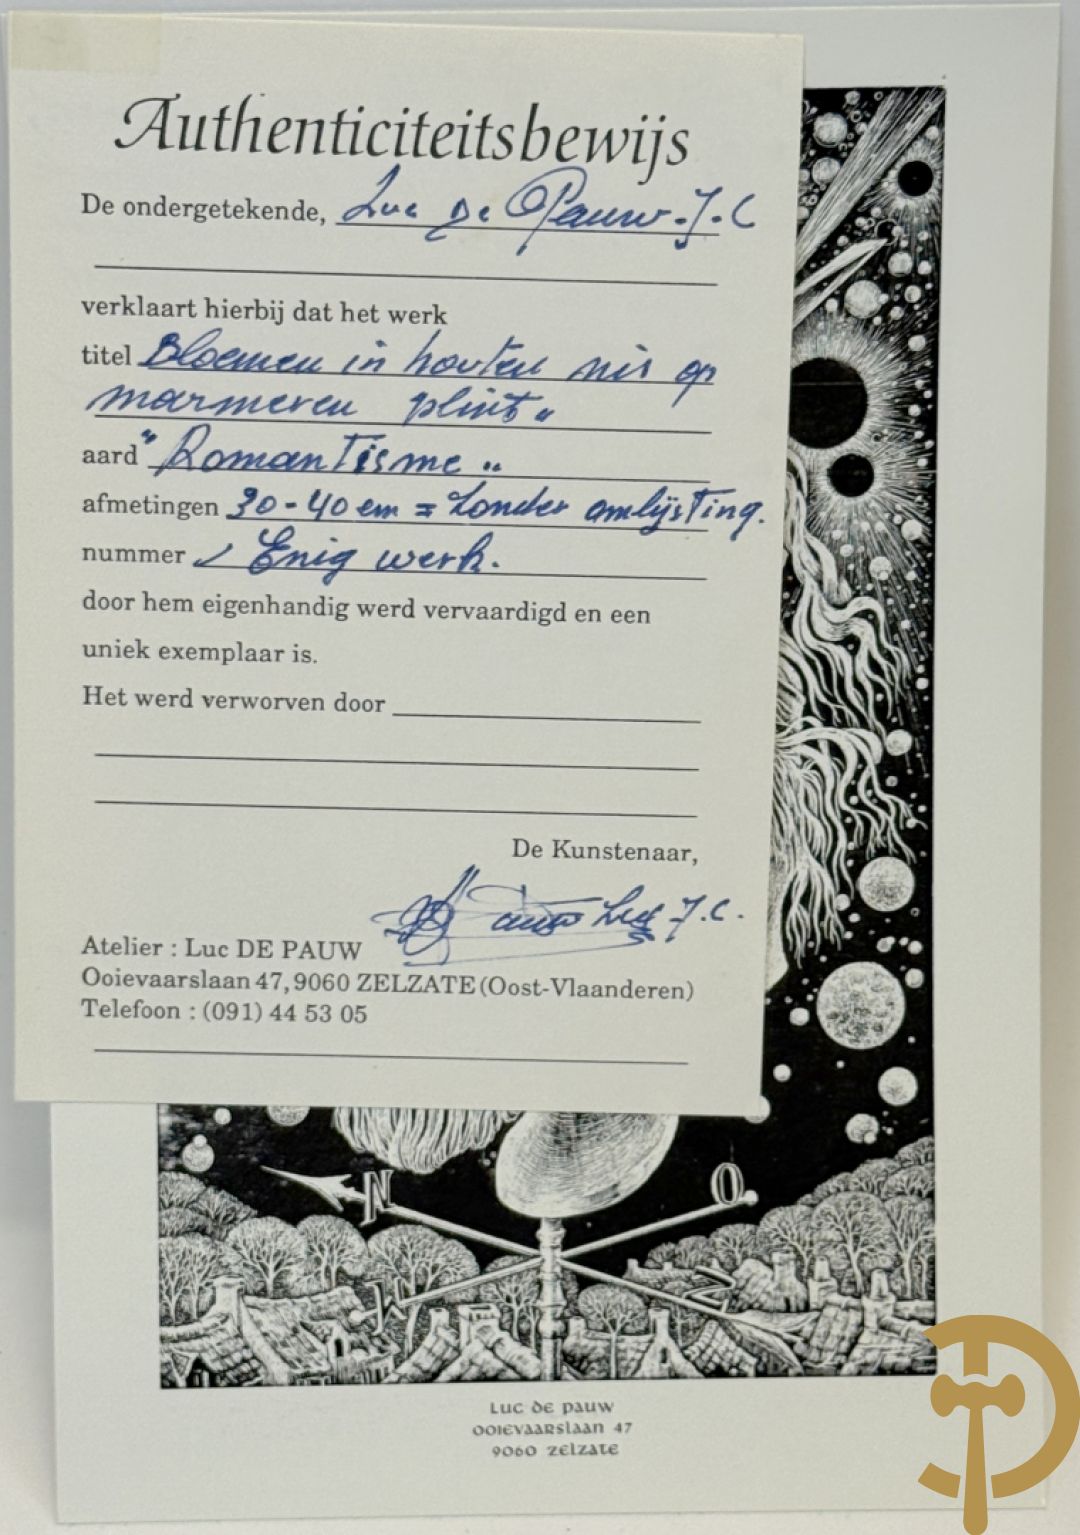 Authenticiteitsbewijs
De ondergetekende, Luc De Pauw.J.C
verklaart hierbij dat het werk
titel Bloemen in houten nis op
marmeren plint"
aard "Romantisme"
afmetingen 30-40 cm = Zonder omlijsting.
nummer Enig werk.
door hem eigenhandig werd vervaardigd en een
uniek exemplaar is.
Het werd verworven door
De Kunstenaar,
Pauw Luc J.C.
Atelier : Luc DE PAUW
Ooievaarslaan 47, 9060 ZELZATE (Oost-Vlaanderen)
Telefoon : (091) 44 53 05
N
O
W
Z
Luc de pauw
ooievaarslaan 47
9060 zelzate